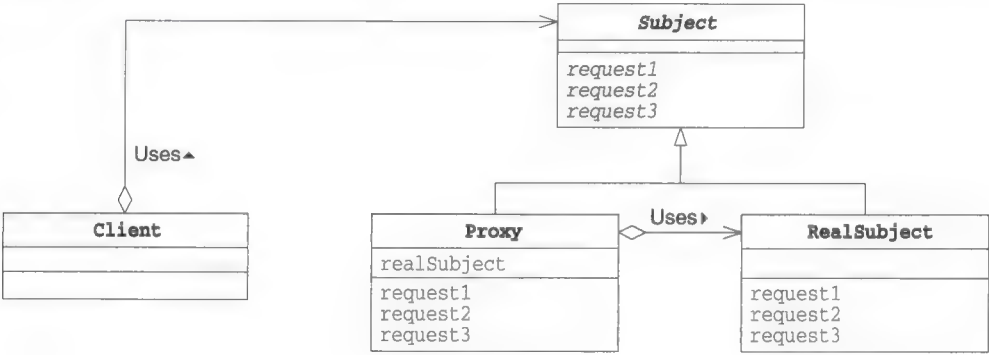 Subject
request1
request2
request3
Uses▲
Client
Proxy
realSubject
request1
request2
request3
Uses▶
RealSubject
request1
request2
request3